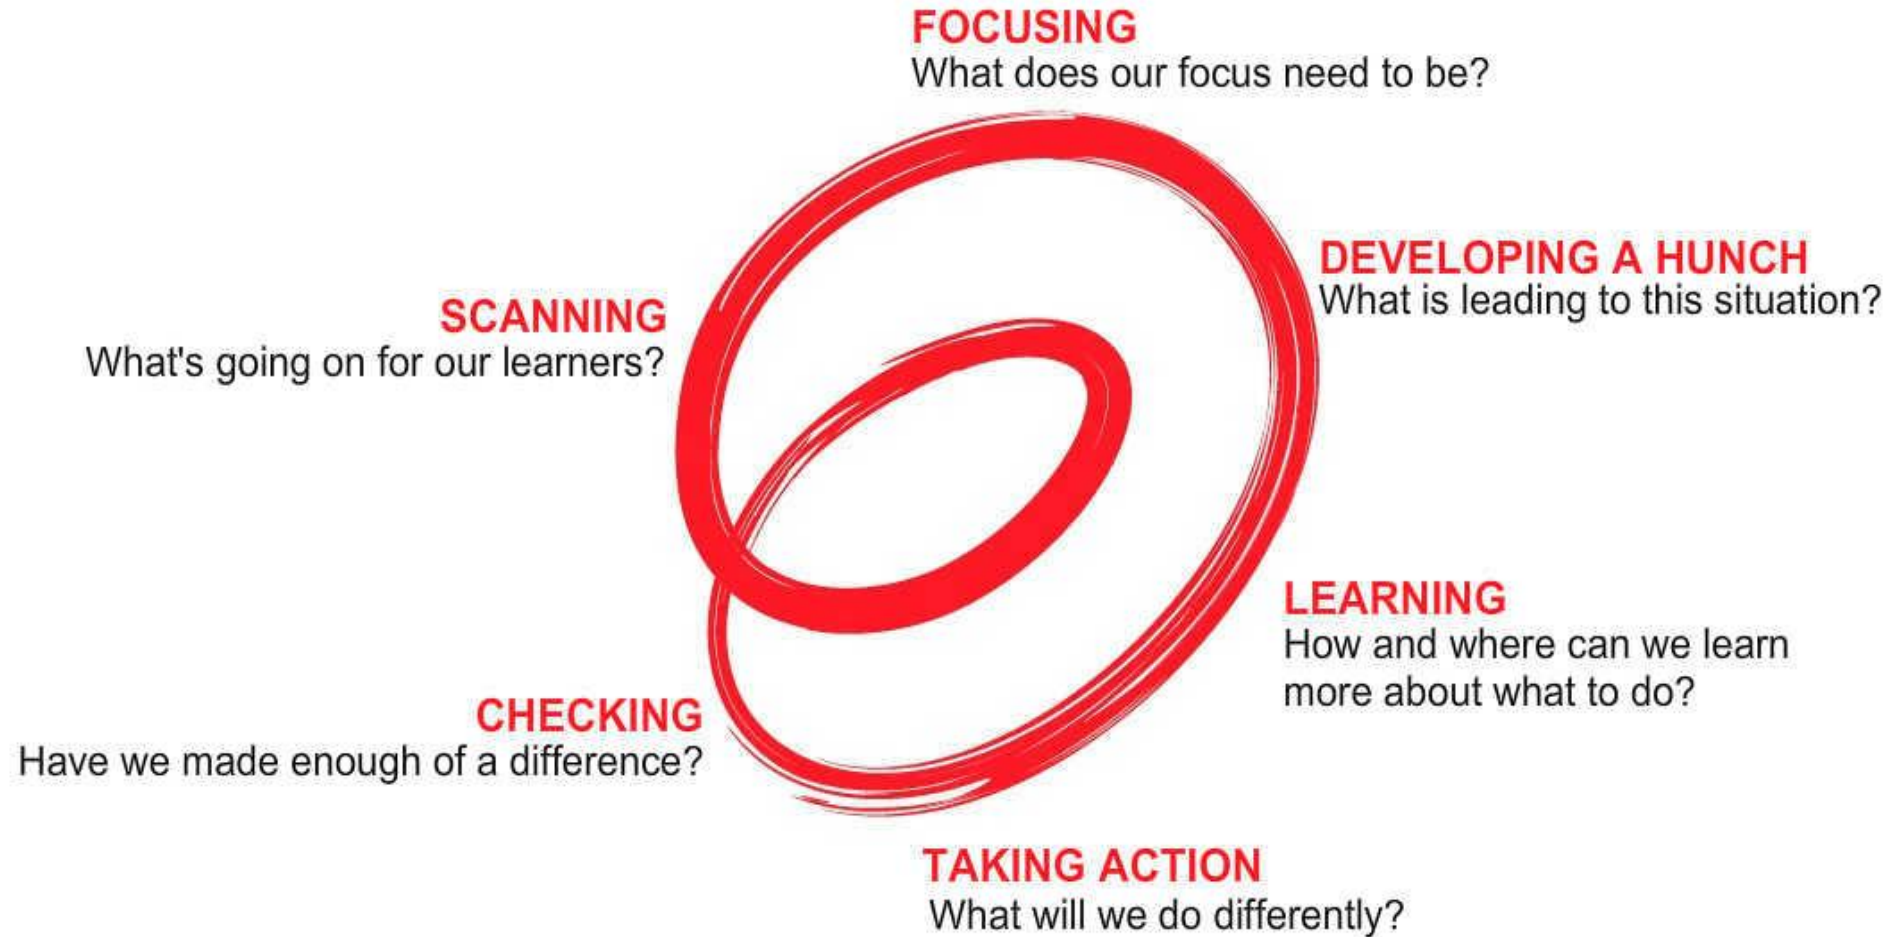 FOCUSING
What does our focus need to be?
DEVELOPING A HUNCH
What is leading to this situation?
SCANNING
What's going on for our learners?
LEARNING
How and where can we learn
more about what to do?
CHECKING
Have we made enough of a difference?
TAKING ACTION
What will we do differently?